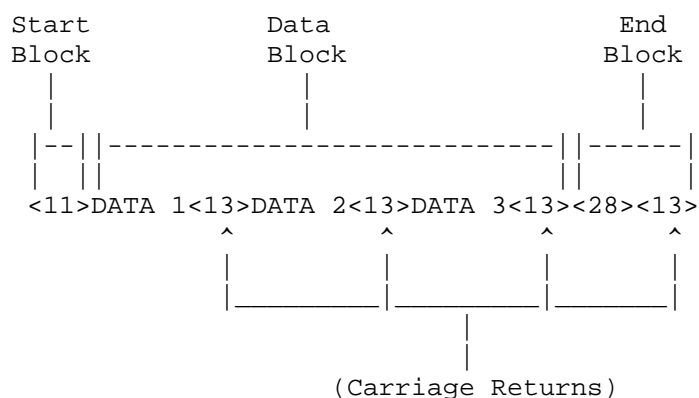 Start Data End
Block Block Block
<11>DATA 1<13>DATA 2<13>DATA 3<13><28><13>
(Carriage Returns)